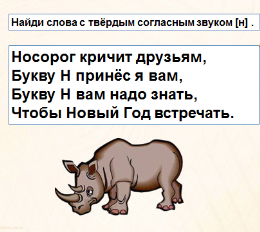 Найди слова с твёрдым согласным звуком [н] .
Носорог кричит друзьям,
Букву Н принёс я вам,
Букву Н вам надо знать,
Чтобы Новый Год встречать.